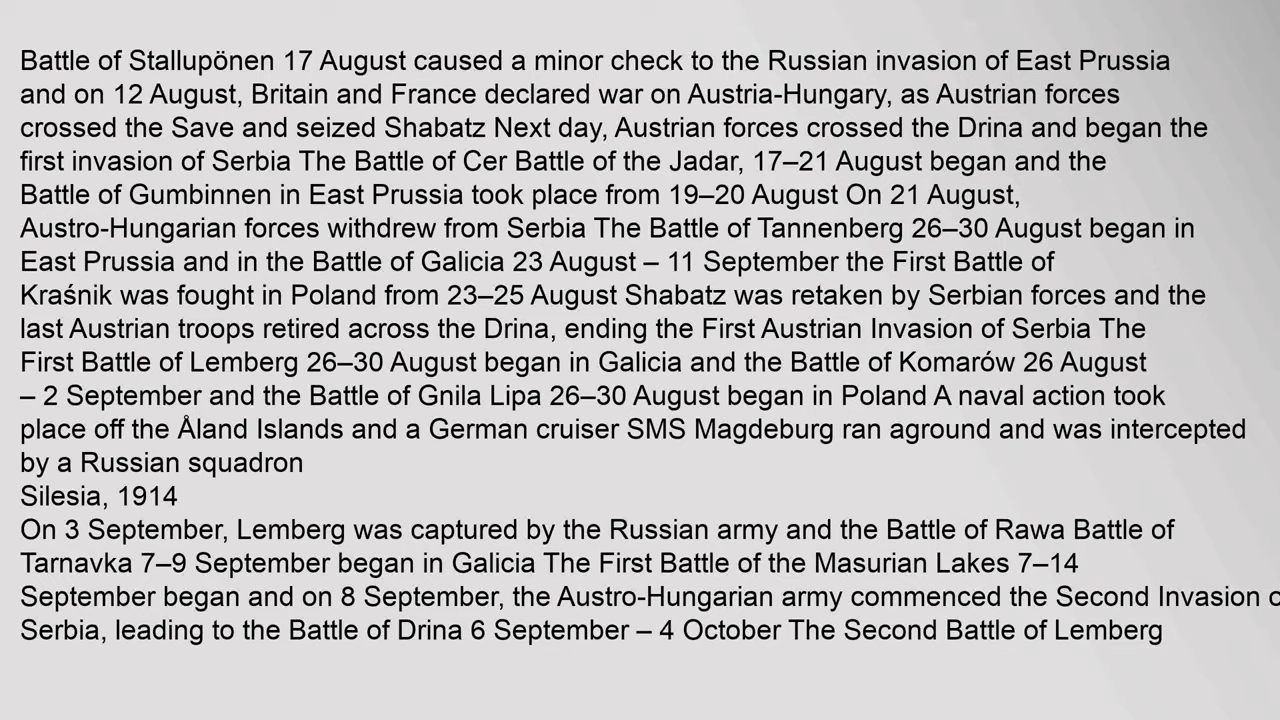 Battle of Stallupönen 17 August caused a minor check to the Russian invasion of East Prussia
and on 12 August, Britain and France declared war on Austria-Hungary, as Austrian forces
crossed the Save and seized Shabatz Next day, Austrian forces crossed the Drina and began the
first invasion of Serbia The Battle of Cer Battle of the Jadar, 17–21 August began and the
Battle of Gumbinnen in East Prussia took place from 19–20 August On 21 August,
Austro-Hungarian forces withdrew from Serbia The Battle of Tannenberg 26–30 August began in
East Prussia and in the Battle of Galicia 23 August – 11 September the First Battle of
Kraśnik was fought in Poland from 23–25 August Shabatz was retaken by Serbian forces and the
last Austrian troops retired across the Drina, ending the First Austrian Invasion of Serbia The
First Battle of Lemberg 26–30 August began in Galicia and the Battle of Komarów 26 August
– 2 September and the Battle of Gnila Lipa 26–30 August began in Poland A naval action took
place off the Åland Islands and a German cruiser SMS Magdeburg ran aground and was intercepted
by a Russian squadron
Silesia, 1914
On 3 September, Lemberg was captured by the Russian army and the Battle of Rawa Battle of
Tarnavka 7–9 September began in Galicia The First Battle of the Masurian Lakes 7–14
September began and on 8 September, the Austro-Hungarian army commenced the Second Invasion
Serbia, leading to the Battle of Drina 6 September – 4 October The Second Battle of Lemberg